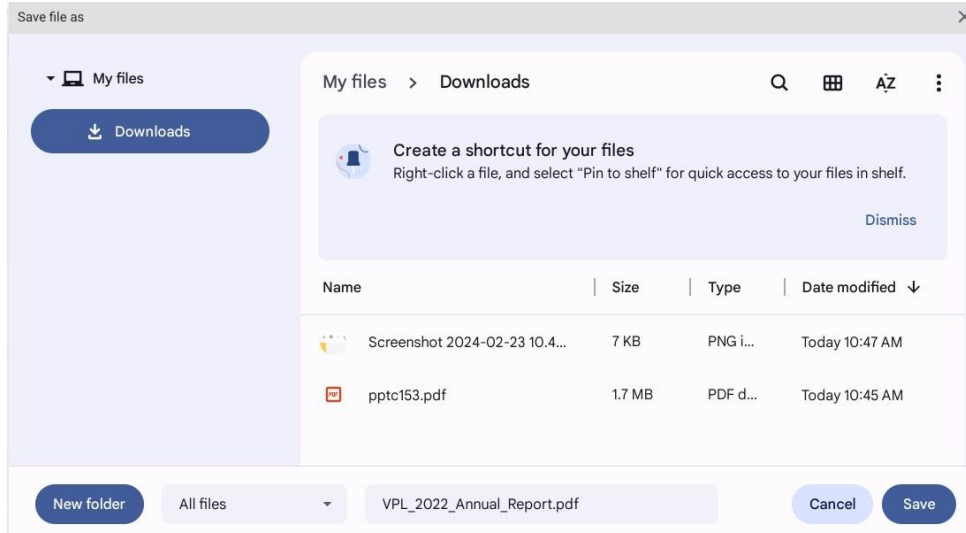 Save file as
My files
Downloads
My files > Downloads
AZ
Create a shortcut for your files
Right-click a file, and select "Pin to shelf" for quick access to your files in shelf.
Dismiss
Name Size Type Date modified
Screenshot 2024-02-23 10.4... 7 KB PNG i... Today 10:47 AM
PDF pptc153.pdf 1.7 MB PDF d... Today 10:45 AM
New folder All files VPL_2022_Annual_Report.pdf Cancel Save